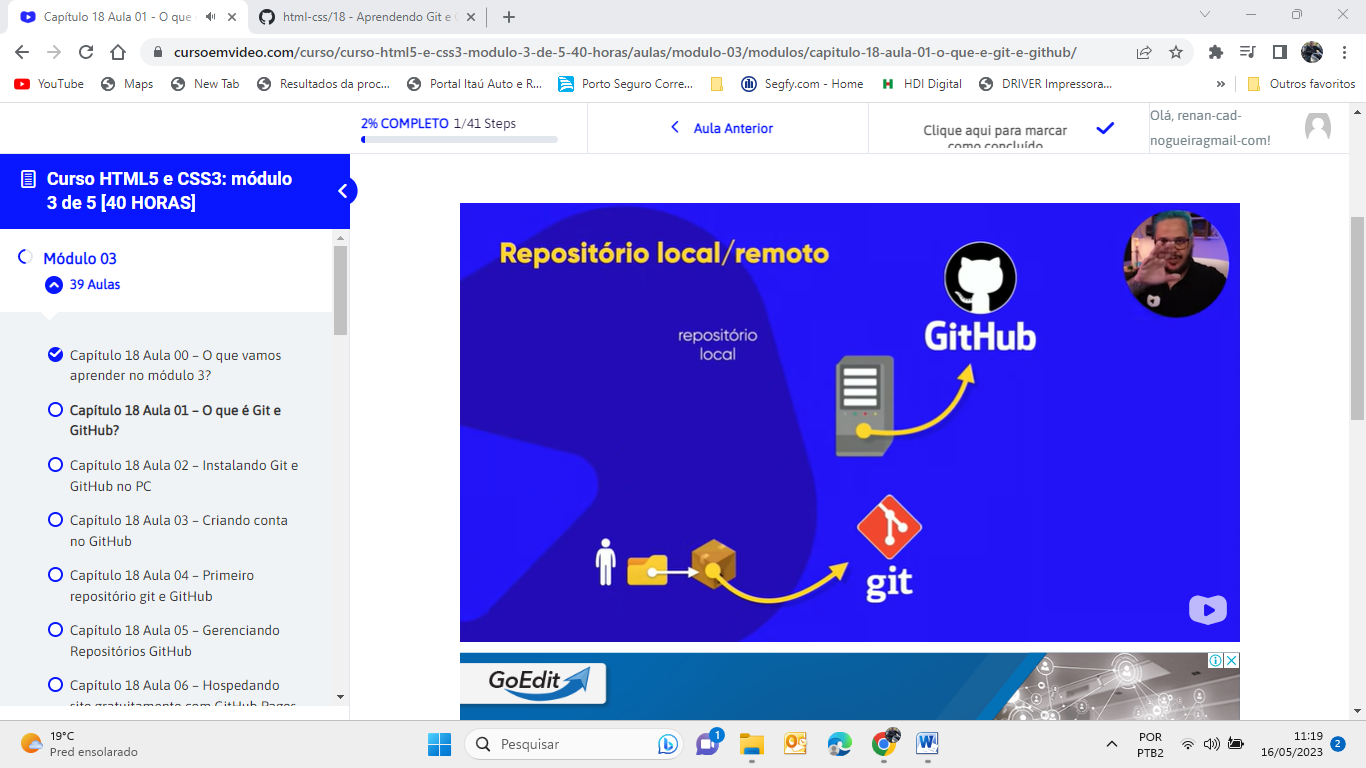 Capítulo 18 Aula 01 - O que
html-css/18 - Aprendendo Git e
cursoemvideo.com/curso/curso-html5-e-css3-modulo-3-de-5-40-horas/aulas/modulo-03/modulos/capitulo-18-aula-01-o-que-e-git-e-github/
YouTube
Maps
New Tab
Resultados da proc...
Portal Itaú Auto e R...
Porto Seguro Corre...
Segfy.com - Home
HDI Digital
DRIVER Impressora...
»
Outros favoritos
2% COMPLETO 1/41 Steps
Aula Anterior
Clique aqui para marcar
como concluído
Olá, renan-cad-
nogueiragmail-com!
Curso HTML5 e CSS3: módulo
3 de 5 [40 HORAS]
Módulo 03
39 Aulas
Capítulo 18 Aula 00 – O que vamos
aprender no módulo 3?
Capítulo 18 Aula 01 – O que é Git e
GitHub?
Capítulo 18 Aula 02 – Instalando Git e
GitHub no PC
Capítulo 18 Aula 03 – Criando conta
no GitHub
Capítulo 18 Aula 04 – Primeiro
repositório git e GitHub
Capítulo 18 Aula 05 – Gerenciando
Repositórios GitHub
Capítulo 18 Aula 06 – Hospedando
site gratuitamente com GitHub Pages
Repositório local/remoto
repositório
local
GitHub
git
GoEdit
19°C
Pred ensolarado
Pesquisar
1
W
POR
PTB2
11:19
16/05/2023
2